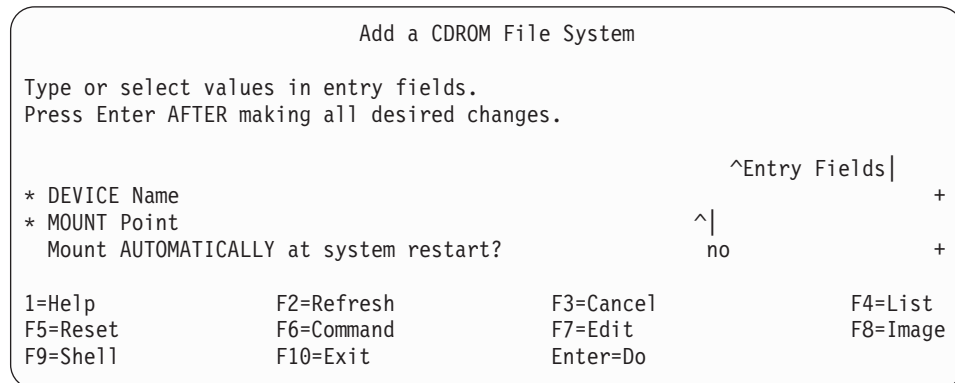 Add a CDROM File System
Type or select values in entry fields.
Press Enter AFTER making all desired changes.
^Entry Fields|
* DEVICE Name +
* MOUNT Point ^|
Mount AUTOMATICALLY at system restart? no +
1=Help F2=Refresh F3=Cancel F4=List
F5=Reset F6=Command F7=Edit F8=Image
F9=Shell F10=Exit Enter=Do